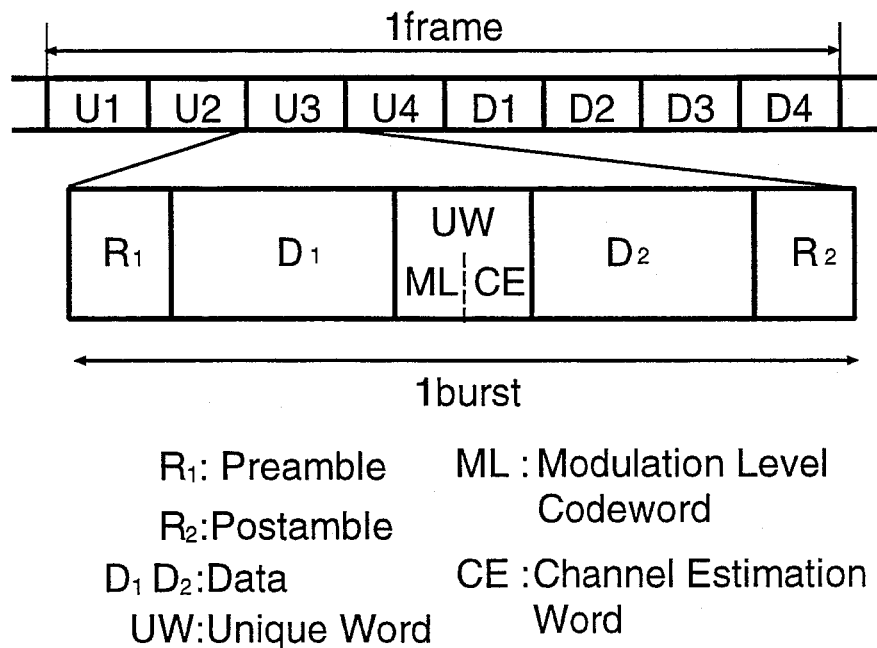 1frame
U1 U2 U3 U4 D1 D2 D3 D4
R1 D1 UW D2 R2
ML CE
1burst
R1: Preamble
R2:Postamble
D1 D2:Data
UW:Unique Word
ML : Modulation Level
Codeword
CE :Channel Estimation
Word